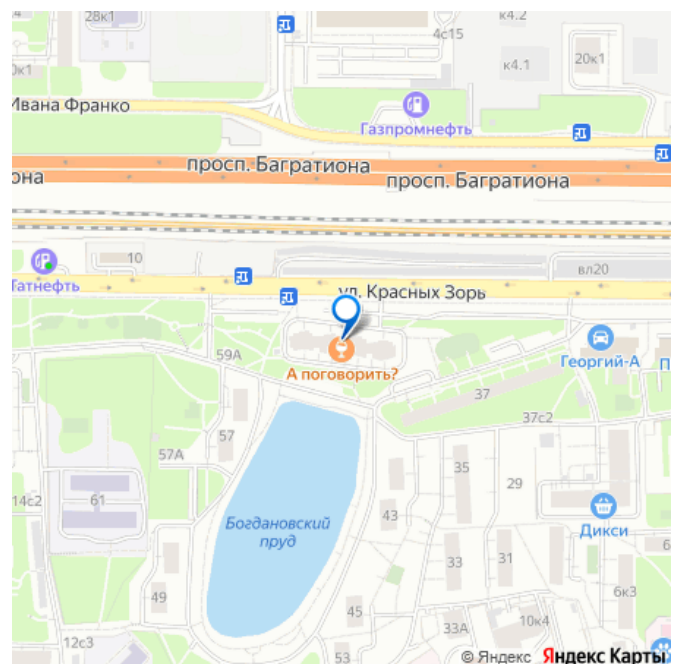 28к1
4с15
к4.2
к4.1
20к1
0к1
Ивана Франко
Газпромнефть
просп. Багратиона
просп. Багратиона
она
10
Татнефть
вл20
ул. Красных Зорь
59А
А поговорить?
Георгий-А
П
37
37с2
57
57А
14с2
61
35
29
43
Дикси
Богдановский
пруд
33
31
6
49
45
6к3
33А
10к4
12с3
© Яндекс Яндекс Карты